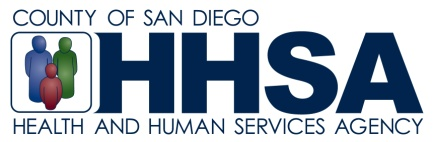 COUNTY OF SAN DIEGO
HHSA
HEALTH AND HUMAN SERVICES AGENCY